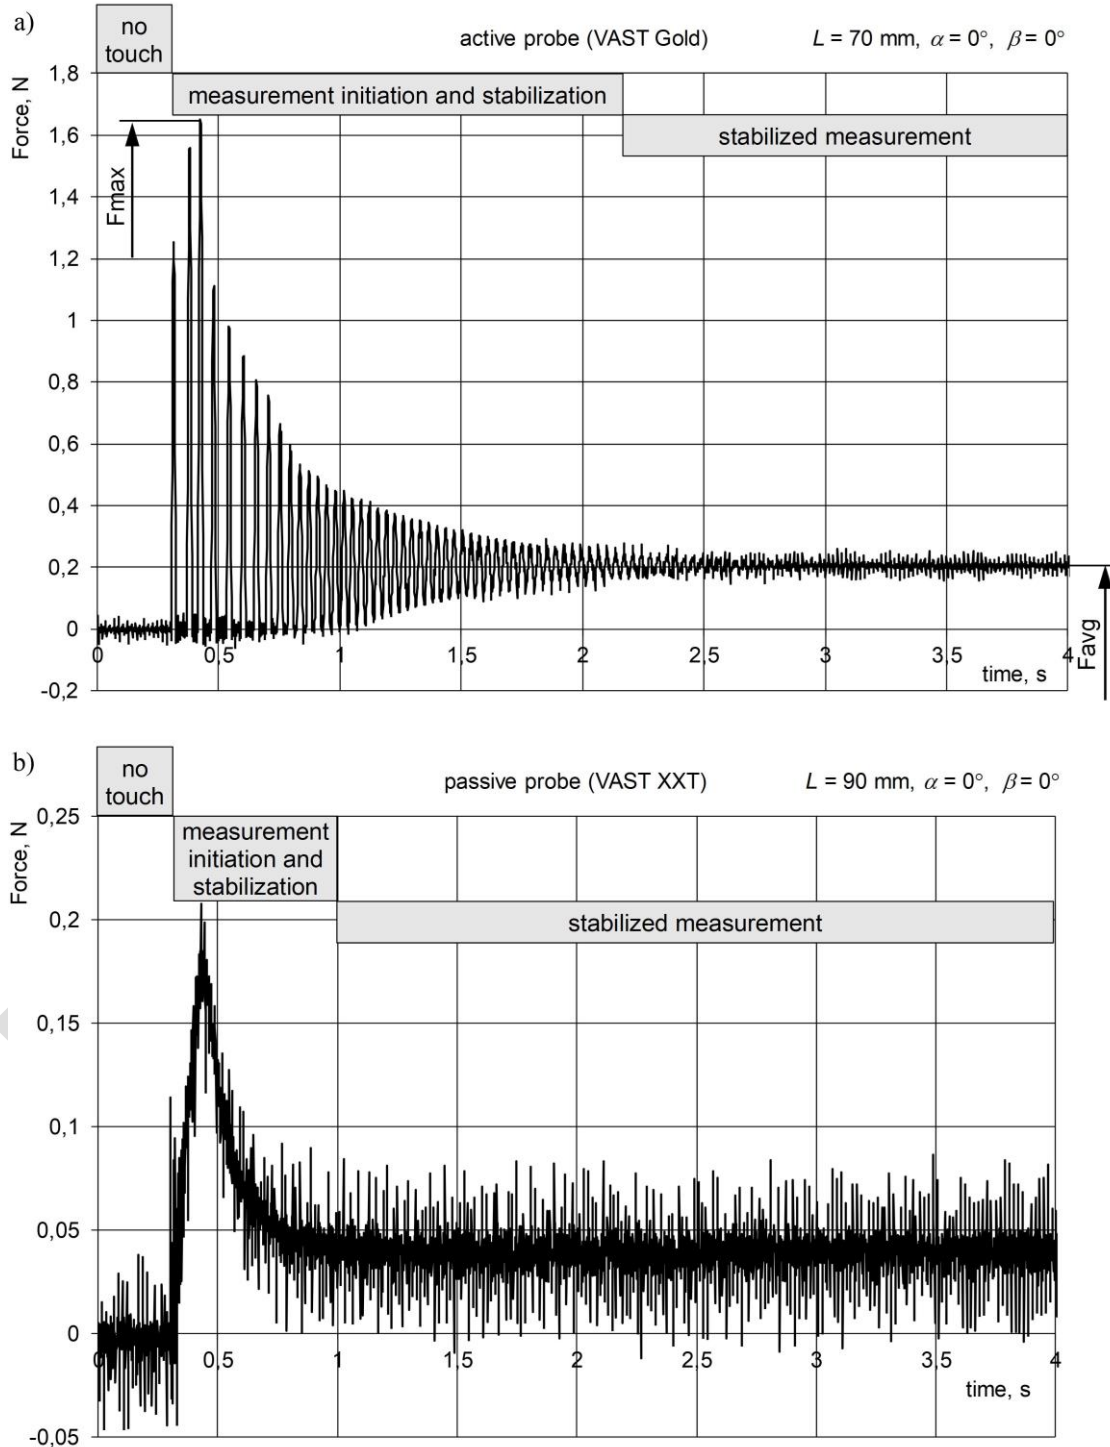 a)
no
touch
active probe (VAST Gold)
L = 70 mm, α = 0°, β = 0°
Force, N
1,8
1,6
1,4
1,2
1
0,8
0,6
0,4
0,2
0
-0,2
measurement initiation and stabilization
stabilized measurement
Fmax
Favg
0
0,5
1
1,5
2
2,5
3
3,5
4
time, s
b)
no
touch
passive probe (VAST XXT)
L = 90 mm, α = 0°, β = 0°
Force, N
0,25
0,2
0,15
0,1
0,05
0
-0,05
measurement
initiation and
stabilization
stabilized measurement
0
0,5
1
1,5
2
2,5
3
3,5
4
time, s